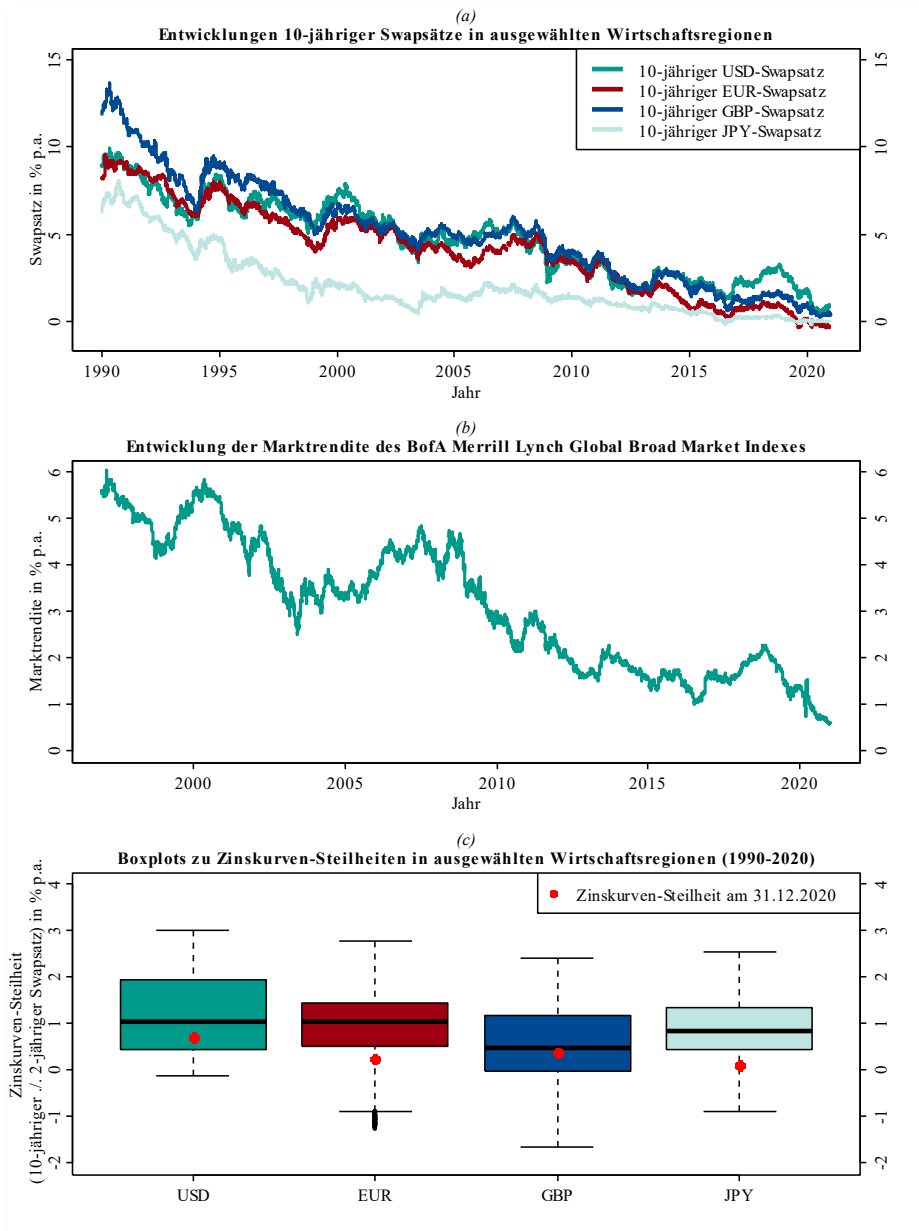 (a)
Entwicklungen 10-jähriger Swapsätze in ausgewählten Wirtschaftsregionen
Swapsatz in % p.a.
15
10
5
0
15
10
5
0
10-jähriger USD-Swapsatz
10-jähriger EUR-Swapsatz
10-jähriger GBP-Swapsatz
10-jähriger JPY-Swapsatz
1990 1995 2000 2005 2010 2015 2020
Jahr
(b)
Entwicklung der Marktrendite des BofA Merrill Lynch Global Broad Market Indexes
Marktrendite in % p.a.
6
5
4
3
2
1
0
6
5
4
3
2
1
0
2000 2005 2010 2015 2020
Jahr
(c)
Boxplots zu Zinskurven-Steilheiten in ausgewählten Wirtschaftsregionen (1990-2020)
Zinskurven-Steilheit
(10-jähriger ./. 2-jähriger Swapsatz) in % p.a.
4
3
2
1
0
-1
-2
4
3
2
1
0
-1
-2
Zinskurven-Steilheit am 31.12.2020
USD EUR GBP JPY